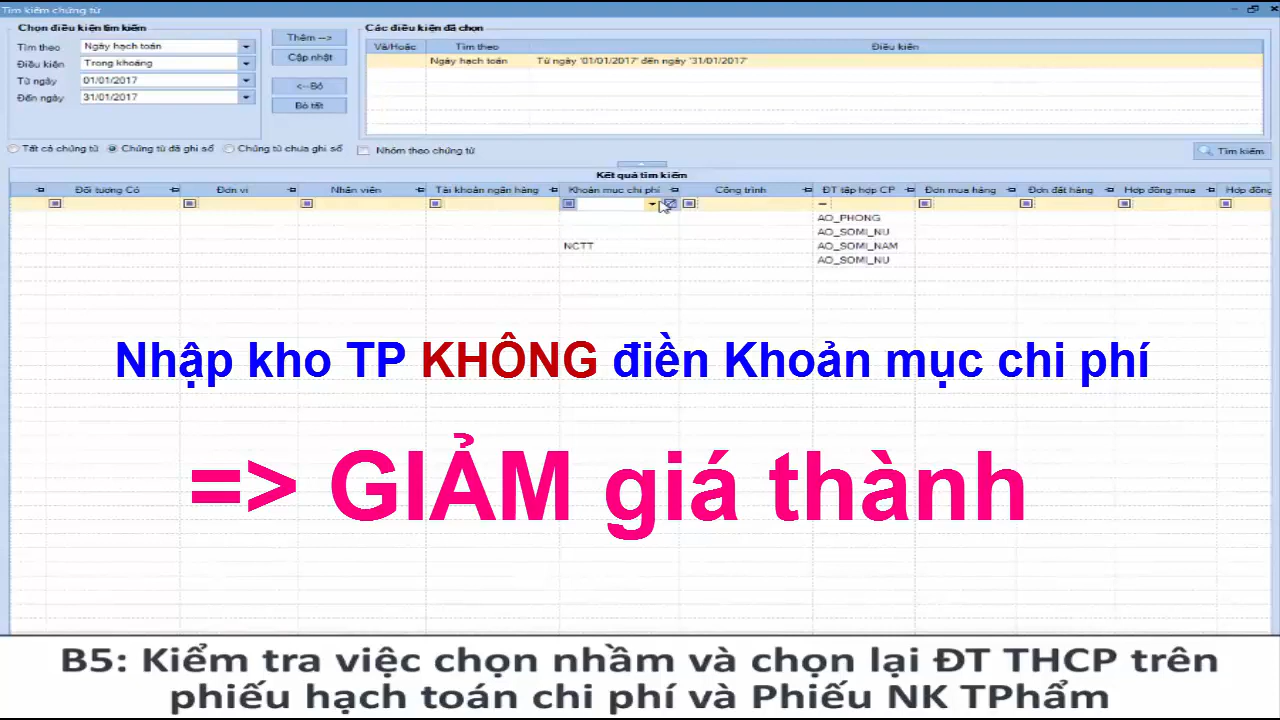 Tìm kiếm chứng từ
Chọn điều kiện tìm kiếm
Tìm theo Ngày hạch toán
Điều kiện Trong khoảng
Từ ngày 01/01/2017
Đến ngày 31/01/2017
Thêm -->
Cập nhật
<--Bỏ
Bỏ tất
Các điều kiện đã chọn
Và/Hoặc Tìm theo Điều kiện
Ngày hạch toán Từ ngày '01/01/2017' đến ngày '31/01/2017'
Tất cả chứng từ Chứng từ đã ghi sổ Chứng từ chưa ghi sổ Nhóm theo chứng từ Tìm kiếm
Kết quả tìm kiếm
Đối tượng Có Đơn vị Nhân viên Tài khoản ngân hàng Khoản mục chi phí Công trình ĐT tập hợp CP Đơn mua hàng Đơn đặt hàng Hợp đồng mua Hợp đồng
AO_PHONG
AO_SOMI_NU
NCTT AO_SOMI_NAM
AO_SOMI_NU
Nhập kho TP KHÔNG điền Khoản mục chi phí
=> GIẢM giá thành
B5: Kiểm tra việc chọn nhầm và chọn lại ĐT THCP trên
phiếu hạch toán chi phí và Phiếu NK TPhẩm